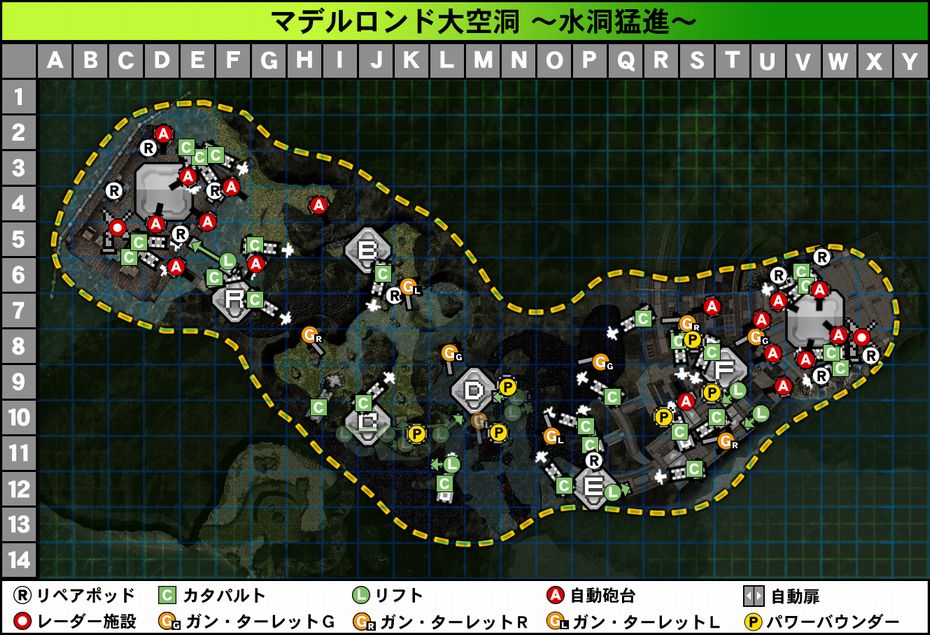 マデルロンド大空洞 ～水洞猛進～
A B C D E F G H I J K L M N O P Q R S T U V W X Y
1
2
A
R C
C C
3
A
R R A
4
A
A A
5
C R
C C B
A L A
6
C C
R G L
A C
7
A
C G R
G R C P
8
G G C
G G
F
9
D P
P L
C C
10
C P
A
C L
B P G L P
11
G L C
C G R
L R
C
12
C C E L
13
14
R A
R C
C
A
A
A R
A A C
C
A
R リペアポッド C カタパルト L リフト A 自動砲台 自動扉
レーダー施設 G G ガン・ターレットG G R ガン・ターレットR G L ガン・ターレットL P パワーバウンダー